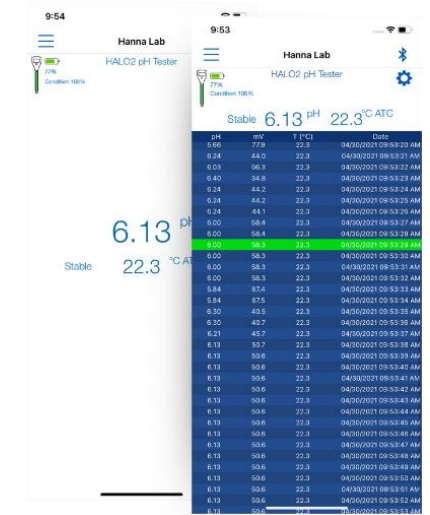 9:54
Hanna Lab
HALO2 pH Tester
77%
Condition 100%
6.13 pH
Stable 22.3 °C AT
9:53
Hanna Lab
HALO2 pH Tester
77%
Condition 100%
Stable 6.13 pH 22.3 °C ATC
pH mV T (°C) Date
5.66 77.9 22.3 04/30/2021 09:53:20 AM
6.24 44.0 22.3 04/30/2021 09:53:21 AM
6.03 56.3 22.3 04/30/2021 09:53:22 AM
6.40 34.8 22.3 04/30/2021 09:53:23 AM
6.24 44.2 22.3 04/30/2021 09:53:24 AM
6.24 44.2 22.3 04/30/2021 09:53:25 AM
6.24 44.1 22.3 04/30/2021 09:53:26 AM
6.00 58.4 22.3 04/30/2021 09:53:27 AM
6.00 58.4 22.3 04/30/2021 09:53:28 AM
6.00 58.3 22.3 04/30/2021 09:53:29 AM
6.00 58.3 22.3 04/30/2021 09:53:30 AM
6.00 58.3 22.3 04/30/2021 09:53:31 AM
6.00 58.3 22.3 04/30/2021 09:53:32 AM
5.84 67.4 22.3 04/30/2021 09:53:33 AM
5.84 67.5 22.3 04/30/2021 09:53:34 AM
6.30 40.5 22.3 04/30/2021 09:53:35 AM
6.30 40.7 22.3 04/30/2021 09:53:36 AM
6.21 45.7 22.3 04/30/2021 09:53:37 AM
6.13 50.7 22.3 04/30/2021 09:53:38 AM
6.13 50.6 22.3 04/30/2021 09:53:39 AM
6.13 50.6 22.3 04/30/2021 09:53:40 AM
6.13 50.6 22.3 04/30/2021 09:53:41 AM
6.13 50.6 22.3 04/30/2021 09:53:42 AM
6.13 50.6 22.3 04/30/2021 09:53:43 AM
6.13 50.6 22.3 04/30/2021 09:53:44 AM
6.13 50.6 22.3 04/30/2021 09:53:45 AM
6.13 50.6 22.3 04/30/2021 09:53:46 AM
6.13 50.6 22.3 04/30/2021 09:53:47 AM
6.13 50.6 22.3 04/30/2021 09:53:48 AM
6.13 50.6 22.3 04/30/2021 09:53:49 AM
6.13 50.6 22.3 04/30/2021 09:53:50 AM
6.13 50.6 22.3 04/30/2021 09:53:51 AM
6.13 50.6 22.3 04/30/2021 09:53:52 AM
6.13 50.6 22.3 04/30/2021 09:53:53 AM